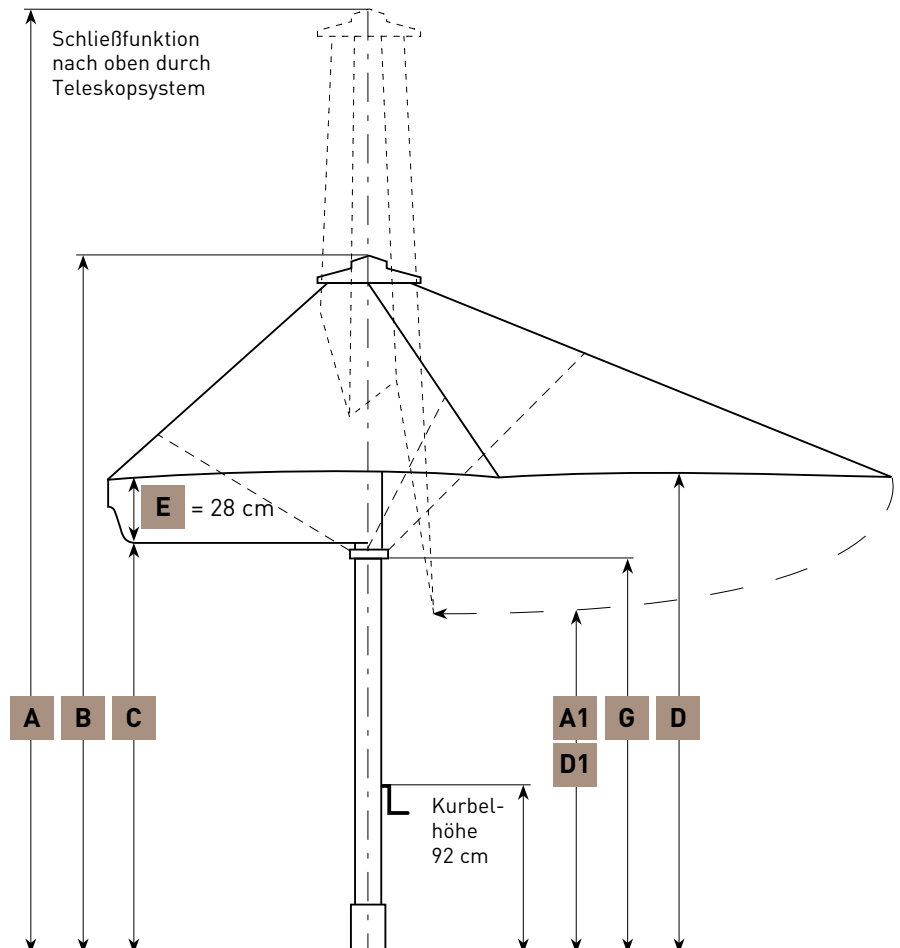 Schließfunktion
nach oben durch
Teleskopsystem
E = 28 cm
A B C
A1 G D
D1
Kurbel-
höhe
92 cm